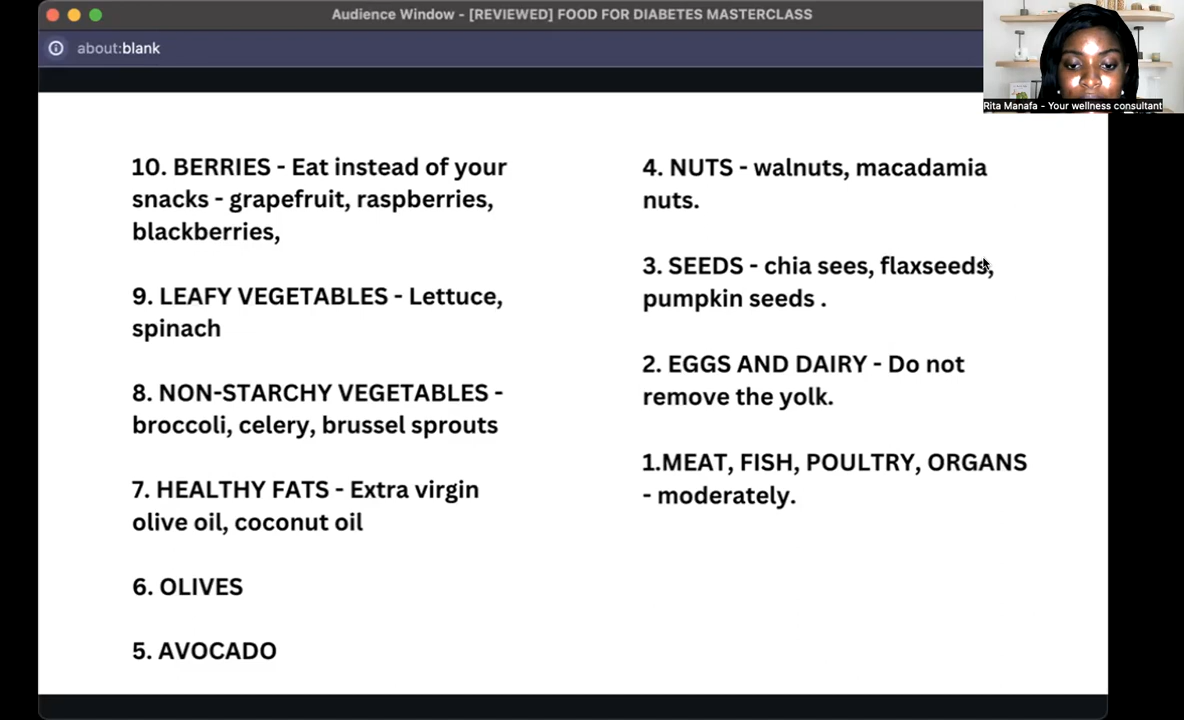 Audience Window - [REVIEWED] FOOD FOR DIABETES MASTERCLASS
about:blank
Rita Manafa - Your wellness consultant
10. BERRIES - Eat instead of your
snacks - grapefruit, raspberries,
blackberries,
9. LEAFY VEGETABLES - Lettuce,
spinach
8. NON-STARCHY VEGETABLES -
broccoli, celery, brussel sprouts
7. HEALTHY FATS - Extra virgin
olive oil, coconut oil
6. OLIVES
5. AVOCADO
4. NUTS - walnuts, macadamia
nuts.
3. SEEDS - chia sees, flaxseeds,
pumpkin seeds .
2. EGGS AND DAIRY - Do not
remove the yolk.
1.MEAT, FISH, POULTRY, ORGANS
- moderately.